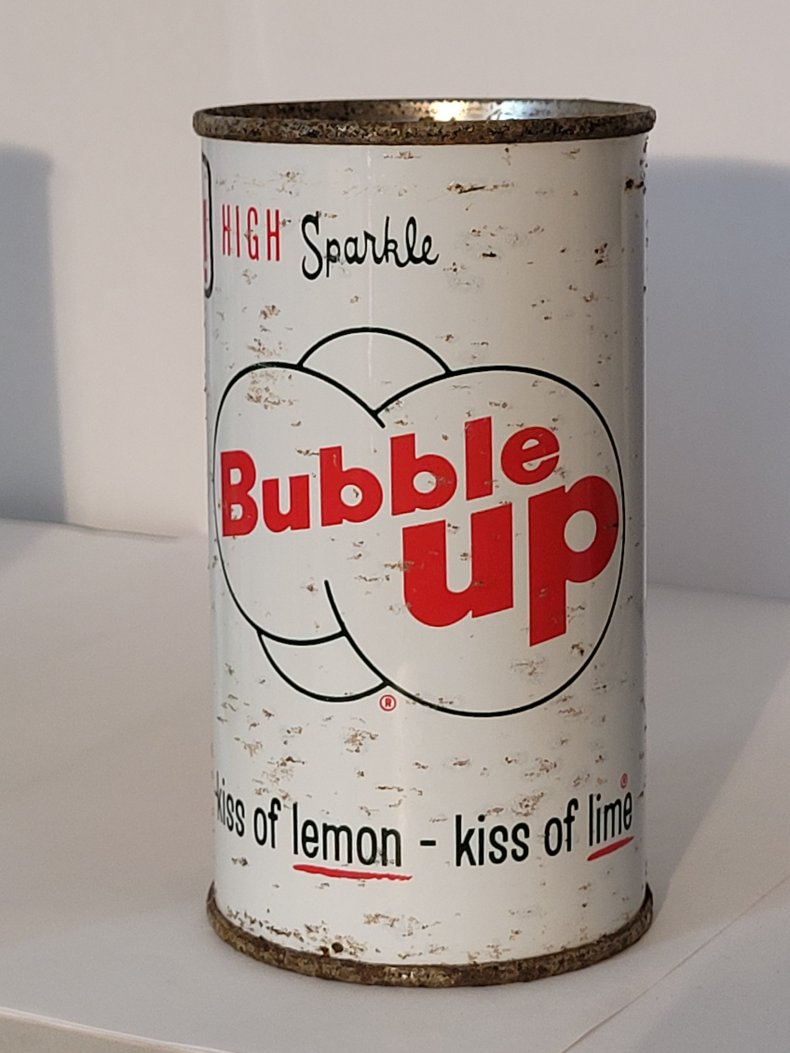 HIGH Sparkle
Bubble
up
®
®
kiss of lemon - kiss of lime